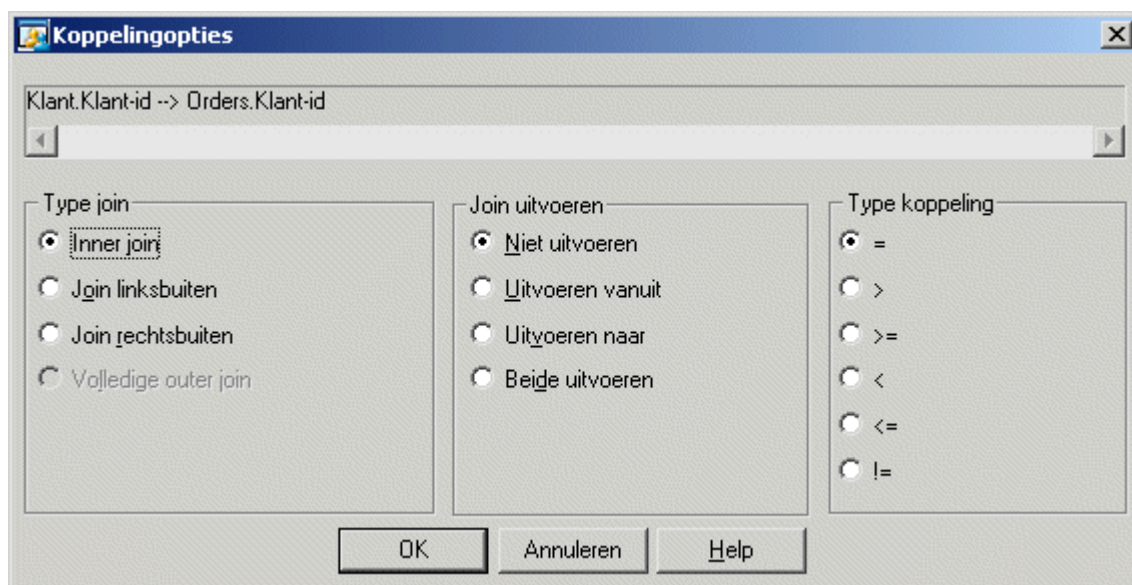 Koppelingopties
Klant.Klant-id --> Orders.Klant-id
Type join
Inner join
Join linksbuiten
Join rechtsbuiten
Volledige outer join
Join uitvoeren
Niet uitvoeren
Uitvoeren vanuit
Uitvoeren naar
Beide uitvoeren
Type koppeling
=
>
>=
<
<=
!=
OK
Annuleren
Help